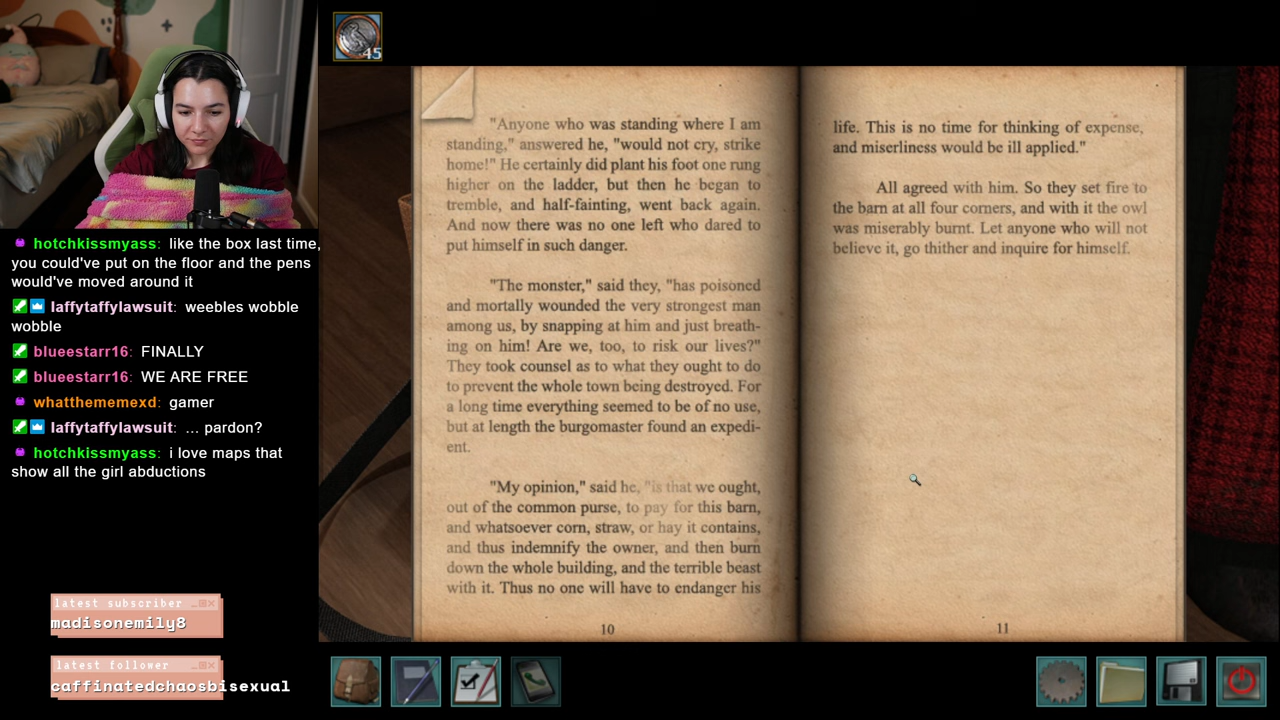 45
hotchkissmyass: like the box last time,
you could've put on the floor and the pens
would've moved around it
laffytaffylawsuit: weebles wobble
wobble
blueestarr16: FINALLY
blueestarr16: WE ARE FREE
whatthememexd: gamer
laffytaffylawsuit: ... pardon?
hotchkissmyass: i love maps that
show all the girl abductions
latest subscriber
madisonemily8
latest follower
caffinatedchaosbisexual
"Anyone who was standing where I am
standing," answered he, "would not cry, strike
home!" He certainly did plant his foot one rung
higher on the ladder, but then he began to
tremble, and half-fainting, went back again.
And now there was no one left who dared to
put himself in such danger.
"The monster," said they, "has poisoned
and mortally wounded the very strongest man
among us, by snapping at him and just breath-
ing on him! Are we, too, to risk our lives?"
They took counsel as to what they ought to do
to prevent the whole town being destroyed. For
a long time everything seemed to be of no use,
but at length the burgomaster found an expedi-
ent.
"My opinion," said he, "is that we ought,
out of the common purse, to pay for this barn,
and whatsoever corn, straw, or hay it contains,
and thus indemnify the owner, and then burn
down the whole building, and the terrible beast
with it. Thus no one will have to endanger his
10
life. This is no time for thinking of expense,
and miserliness would be ill applied."
All agreed with him. So they set fire to
the barn at all four corners, and with it the owl
was miserably burnt. Let anyone who will not
believe it, go thither and inquire for himself.
11